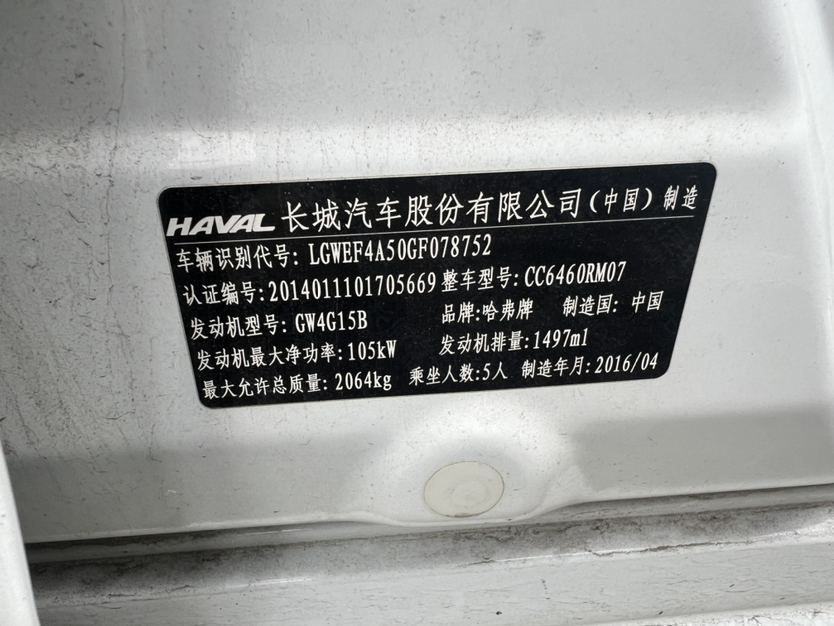 HAVAL 长城汽车股份有限公司(中国)制造
车辆识别代号: LGWEF4A50GF078752
认证编号:2014011101705669 整车型号:CC6460RM07
发动机型号: GW4G15B 品牌:哈弗牌 制造国: 中国
发动机最大净功率:105kW 发动机排量:1497ml
最大允许总质量: 2064kg 乘坐人数:5人 制造年月:2016/04